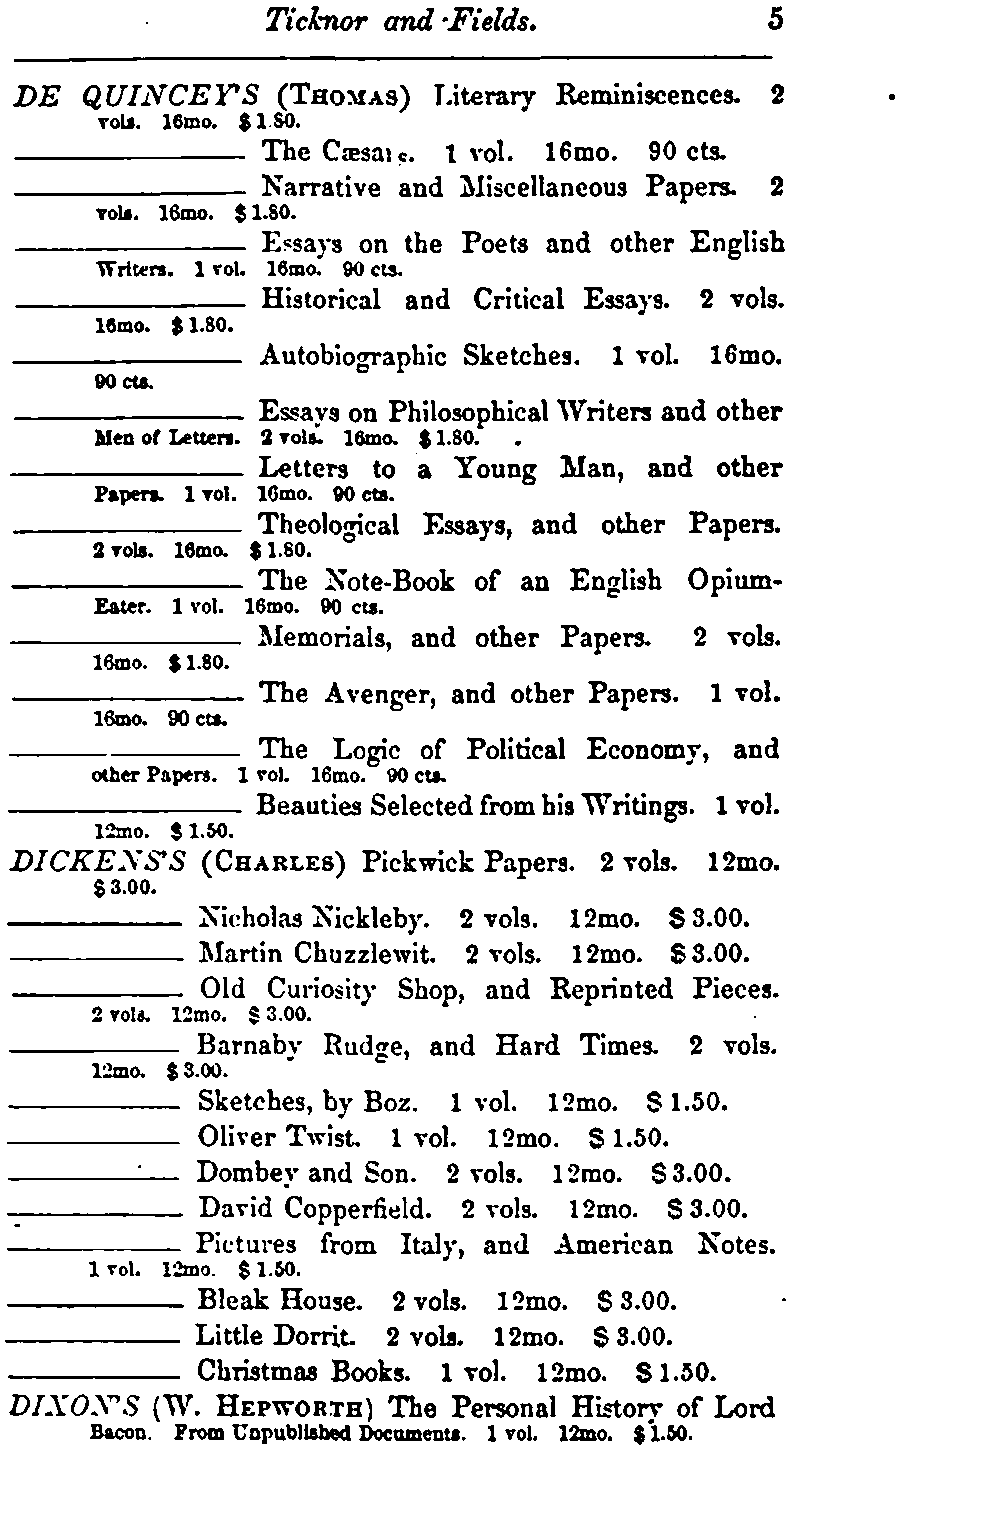 Ticknor and Fields. 5
DE QUINCEY'S (THOMAS) Literary Reminiscences. 2
vols. 16mo. $1.80.
The Cæsars. 1 vol. 16mo. 90 cts.
Narrative and Miscellaneous Papers. 2
vols. 16mo. $1.80.
Essays on the Poets and other English
Writers. 1 vol. 16mo. 90 cts.
Historical and Critical Essays. 2 vols.
16mo. $1.80.
Autobiographic Sketches. 1 vol. 16mo.
90 cts.
Essays on Philosophical Writers and other
Men of Letters. 2 vols. 16mo. $1.80.
Letters to a Young Man, and other
Papers. 1 vol. 16mo. 90 cts.
Theological Essays, and other Papers.
2 vols. 16mo. $1.80.
The Note-Book of an English Opium-
Eater. 1 vol. 16mo. 90 cts.
Memorials, and other Papers. 2 vols.
16mo. $1.80.
The Avenger, and other Papers. 1 vol.
16mo. 90 cts.
The Logic of Political Economy, and
other Papers. 1 vol. 16mo. 90 cts.
Beauties Selected from his Writings. 1 vol.
12mo. $1.50.
DICKENS'S (CHARLES) Pickwick Papers. 2 vols. 12mo.
$3.00.
Nicholas Nickleby. 2 vols. 12mo. $3.00.
Martin Chuzzlewit. 2 vols. 12mo. $3.00.
Old Curiosity Shop, and Reprinted Pieces.
2 vols. 12mo. $3.00.
Barnaby Rudge, and Hard Times. 2 vols.
12mo. $3.00.
Sketches, by Boz. 1 vol. 12mo. $1.50.
Oliver Twist. 1 vol. 12mo. $1.50.
Dombey and Son. 2 vols. 12mo. $3.00.
David Copperfield. 2 vols. 12mo. $3.00.
Pictures from Italy, and American Notes.
1 vol. 12mo. $1.50.
Bleak House. 2 vols. 12mo. $3.00.
Little Dorrit. 2 vols. 12mo. $3.00.
Christmas Books. 1 vol. 12mo. $1.50.
DIXON'S (W. HEPWORTH) The Personal History of Lord
Bacon. From Unpublished Documents. 1 vol. 12mo. $1.50.